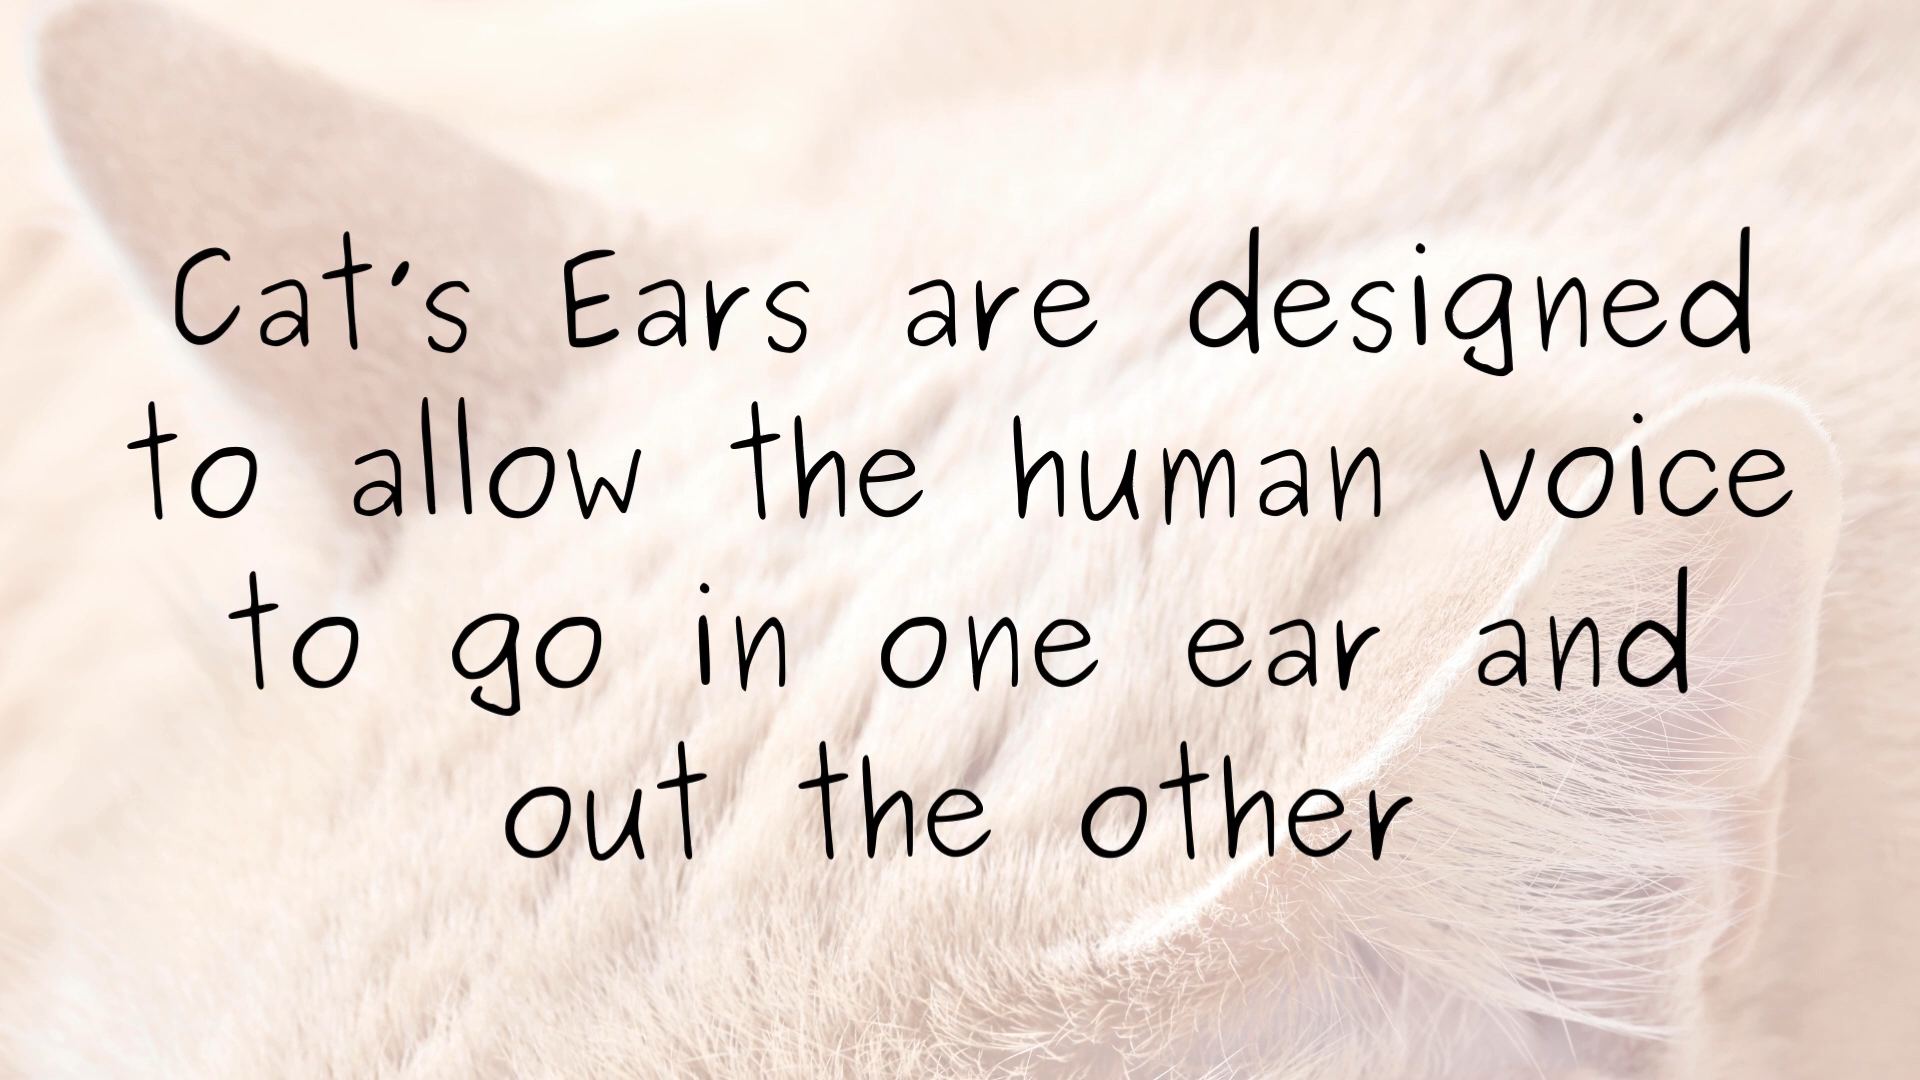 Cat's Ears are designed
to allow the human voice
to go in one ear and
out the other